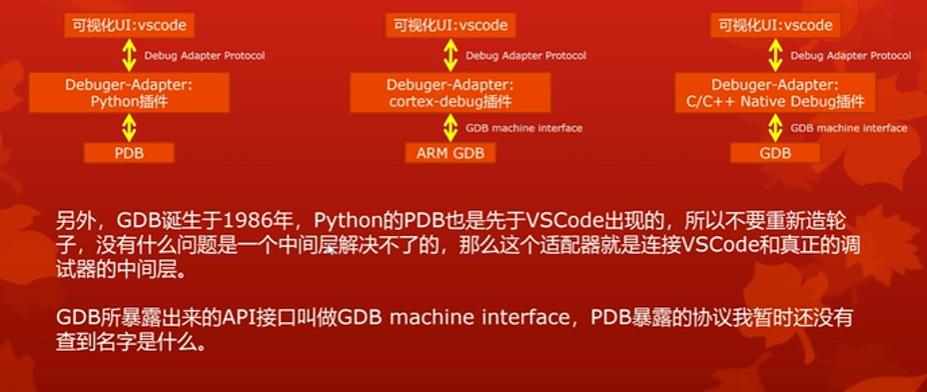 可视化UI:vscode
Debug Adapter Protocol
Debuger-Adapter:
Python插件
PDB
可视化UI:vscode
Debug Adapter Protocol
Debuger-Adapter:
cortex-debug插件
GDB machine interface
ARM GDB
可视化UI:vscode
Debug Adapter Protocol
Debuger-Adapter:
C/C++ Native Debug插件
GDB machine interface
GDB
另外，GDB诞生于1986年，Python的PDB也是先于VSCode出现的，所以不要重新造轮
子，没有什么问题是一个中间层解决不了的，那么这个适配器就是连接VSCode和真正的调
试器的中间层。
GDB所暴露出来的API接口叫做GDB machine interface，PDB暴露的协议我暂时还没有
查到名字是什么。